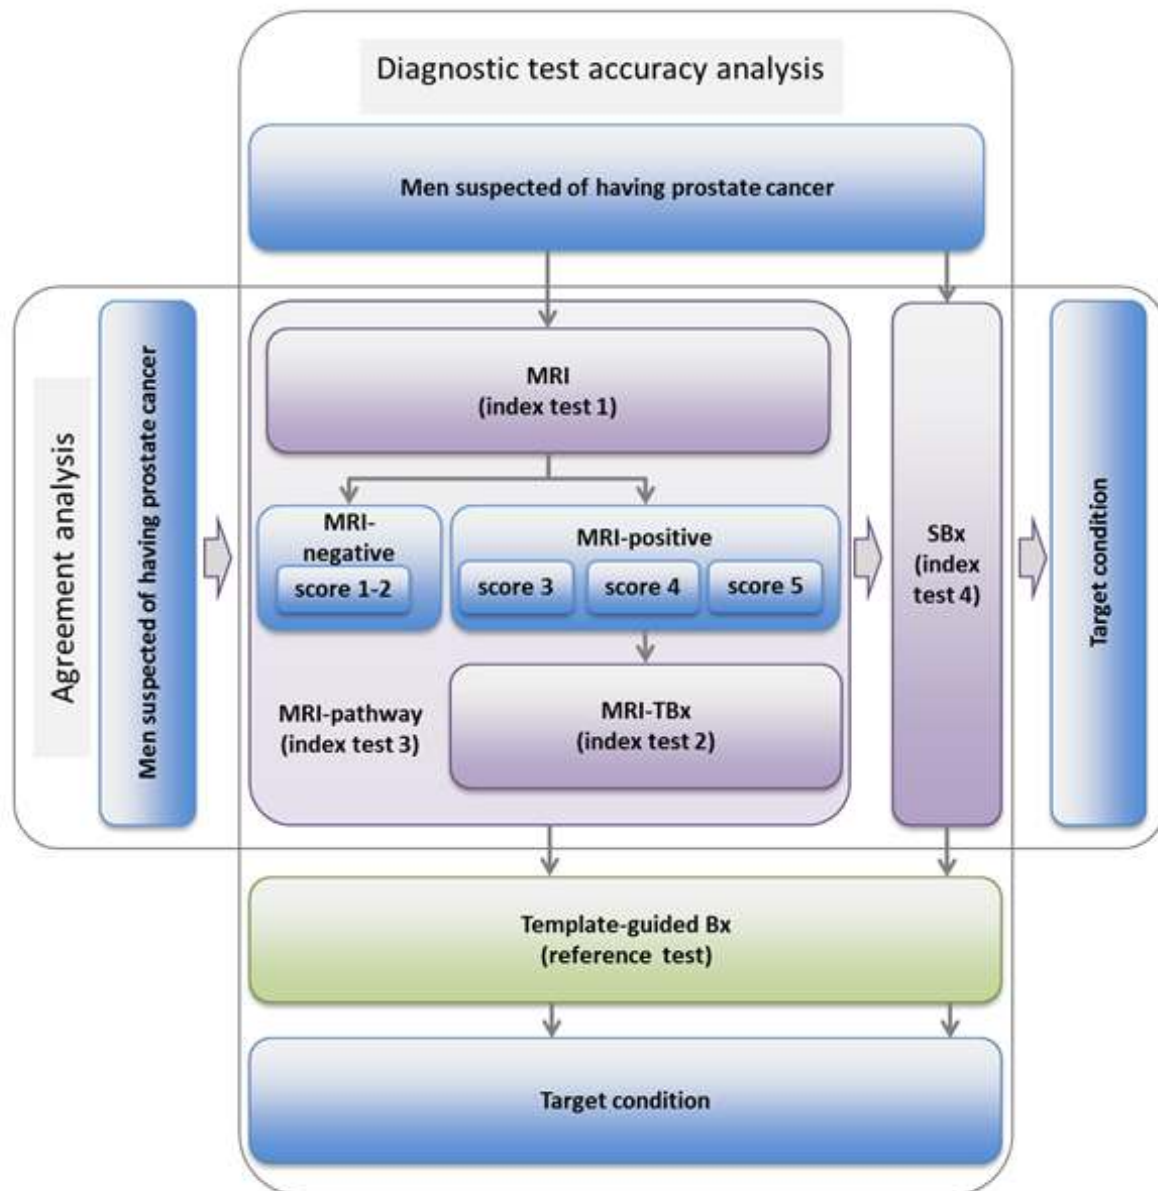 Diagnostic test accuracy analysis
Men suspected of having prostate cancer
Agreement analysis
Men suspected of having prostate cancer
MRI
(index test 1)
MRI-
negative
score 1-2
MRI-positive
score 3
score 4
score 5
MRI-pathway
(index test 3)
MRI-TBx
(index test 2)
SBx
(index
test 4)
Target condition
Template-guided Bx
(reference test)
Target condition